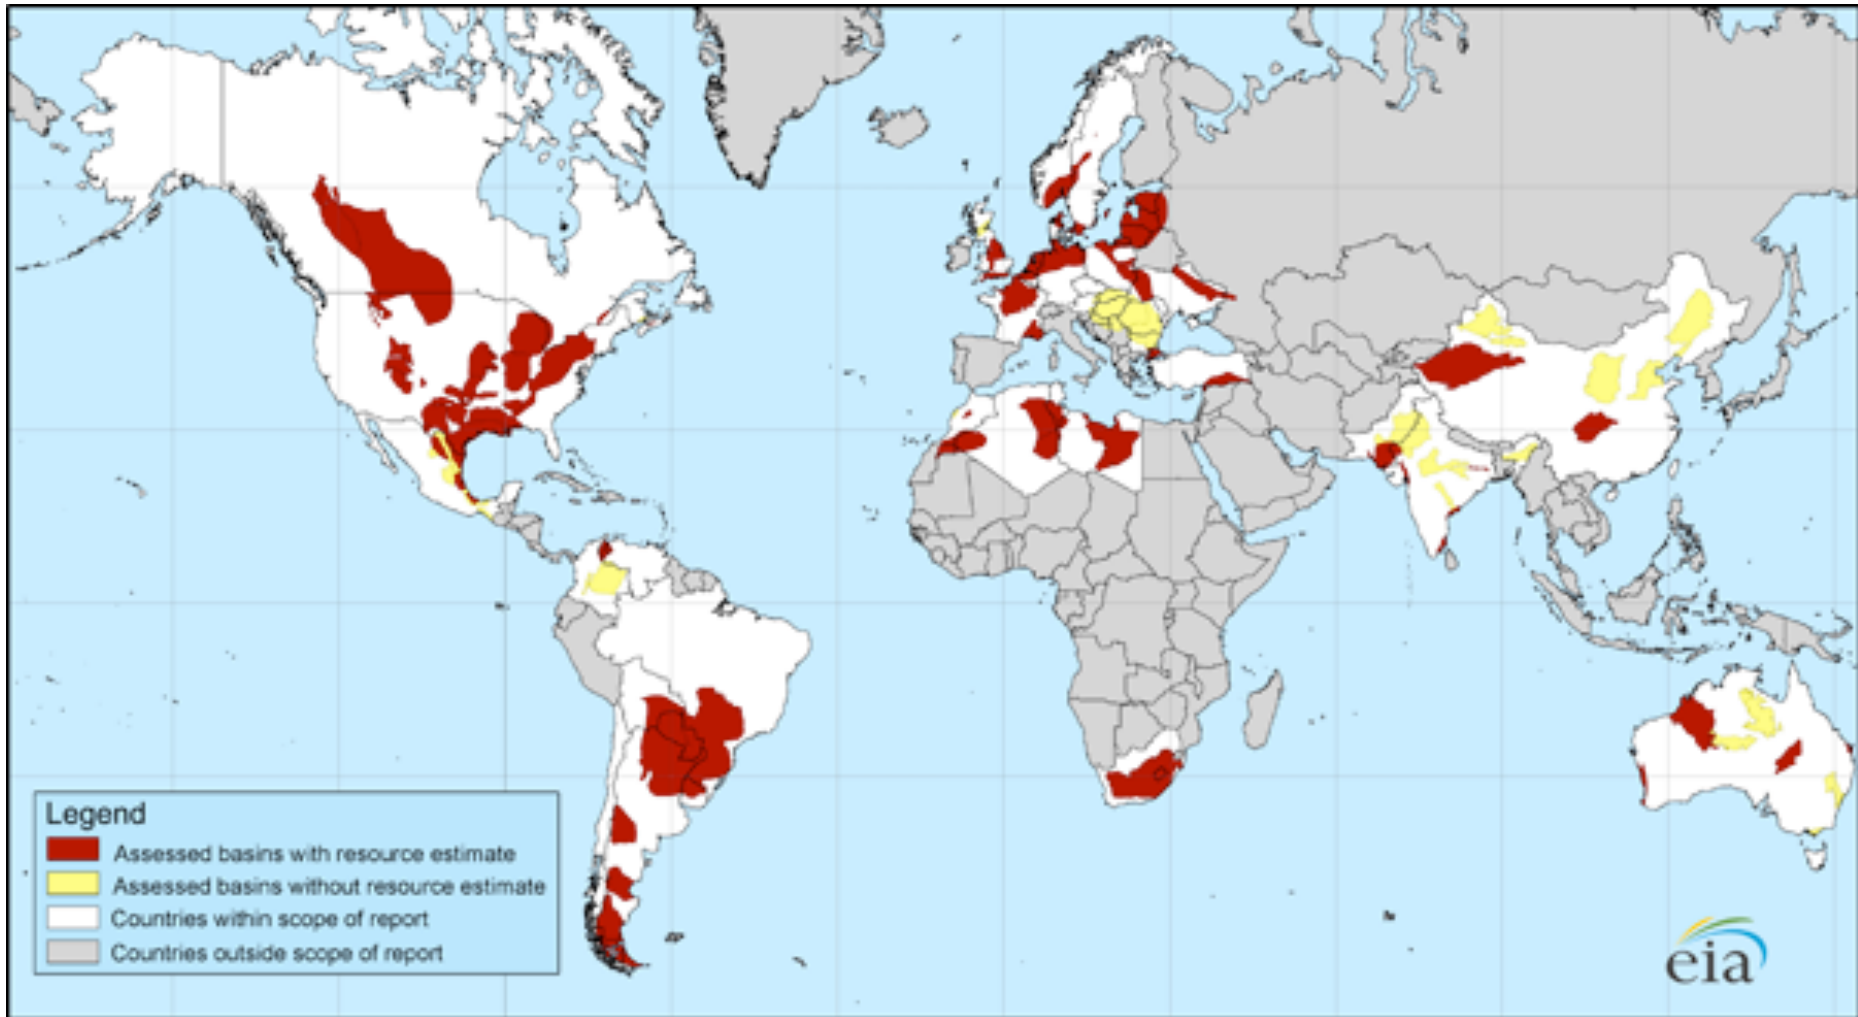 Legend
Assessed basins with resource estimate
Assessed basins without resource estimate
Countries within scope of report
Countries outside scope of report
eia